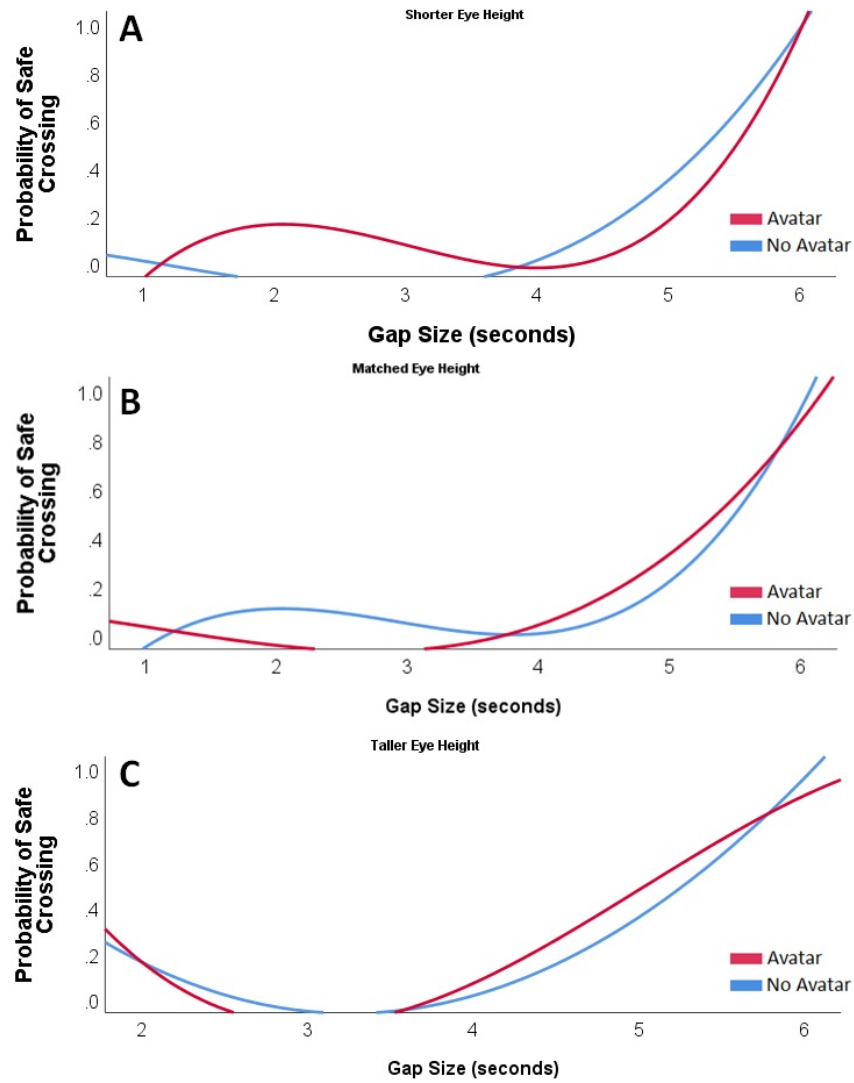 A
Shorter Eye Height
Probability of Safe
Crossing
1.0
.8
.6
.4
.2
.0
Avatar
No Avatar
1 2 3 4 5 6
Gap Size (seconds)
B
Matched Eye Height
Probability of Safe
Crossing
1.0
.8
.6
.4
.2
.0
Avatar
No Avatar
1 2 3 4 5 6
Gap Size (seconds)
C
Taller Eye Height
Probability of Safe
Crossing
1.0
.8
.6
.4
.2
.0
Avatar
No Avatar
2 3 4 5 6
Gap Size (seconds)